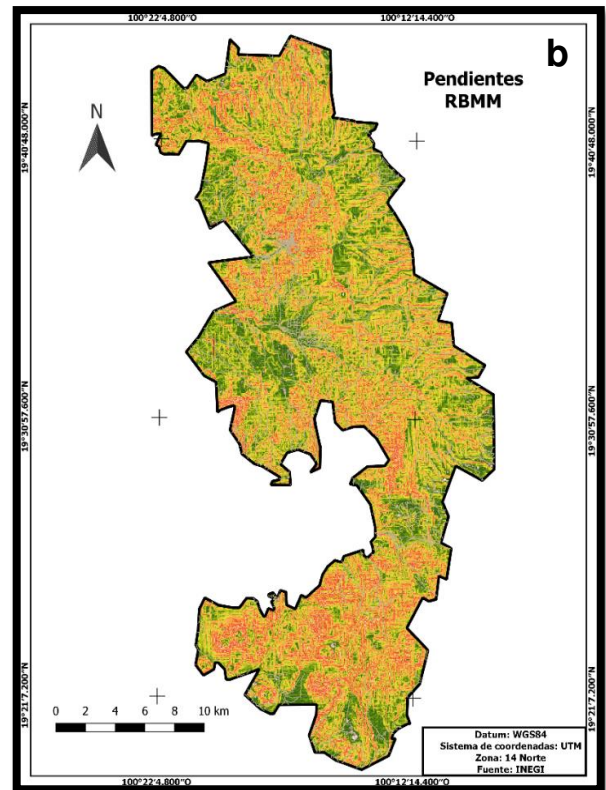 100°22'4.800"O 100°12'14.400"O
b
Pendientes
RBMM
N
19°40'48.000"N 19°40'48.000"N
19°30'57.600"N 19°30'57.600"N
19°21'7.200"N 19°21'7.200"N
0 2 4 6 8 10 km
Datum: WGS84
Sistema de coordenadas: UTM
Zona: 14 Norte
Fuente: INEGI
100°22'4.800"O 100°12'14.400"O